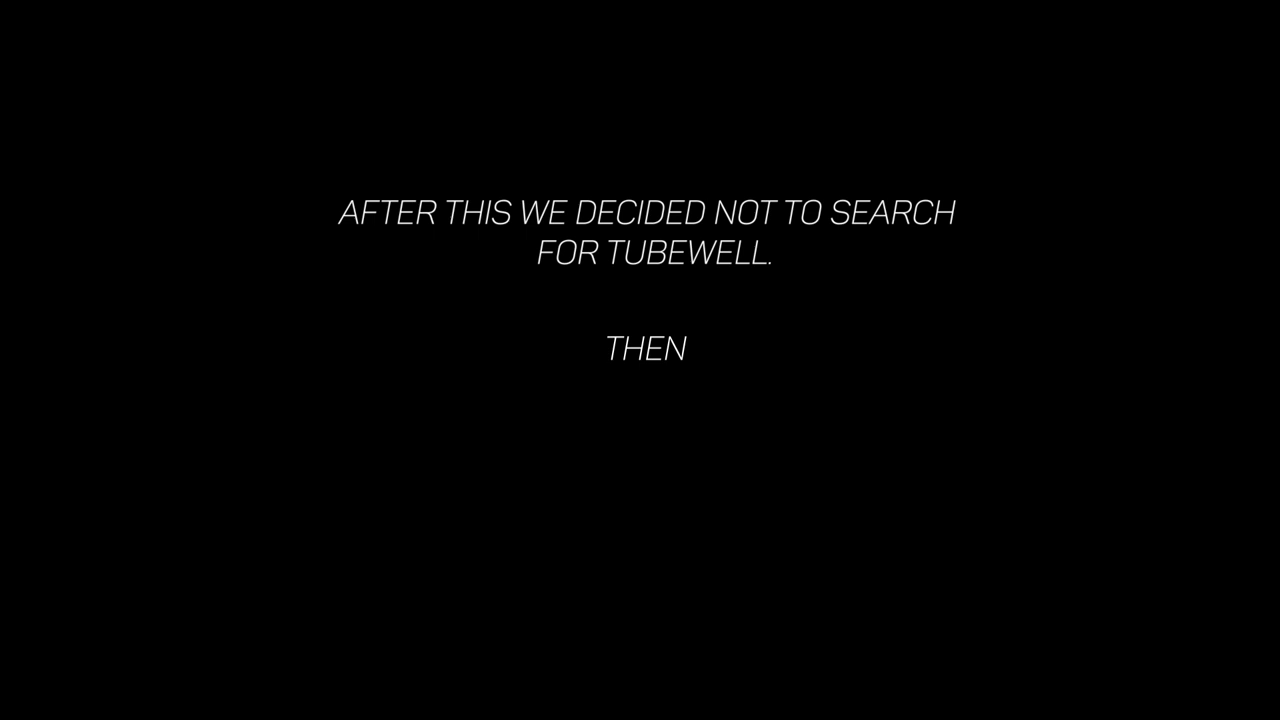 AFTER THIS WE DECIDED NOT TO SEARCH
FOR TUBEWELL.
THEN